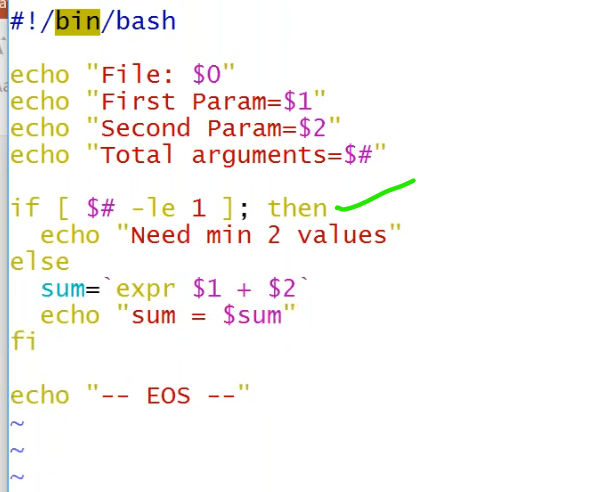 #!/bin/bash
echo "File: $0"
echo "First Param=$1"
echo "Second Param=$2"
echo "Total arguments=$#"
if [ $# -le 1 ]; then
  echo "Need min 2 values"
else
  sum=`expr $1 + $2`
  echo "sum = $sum"
fi
echo "-- EOS --"
~
~
~